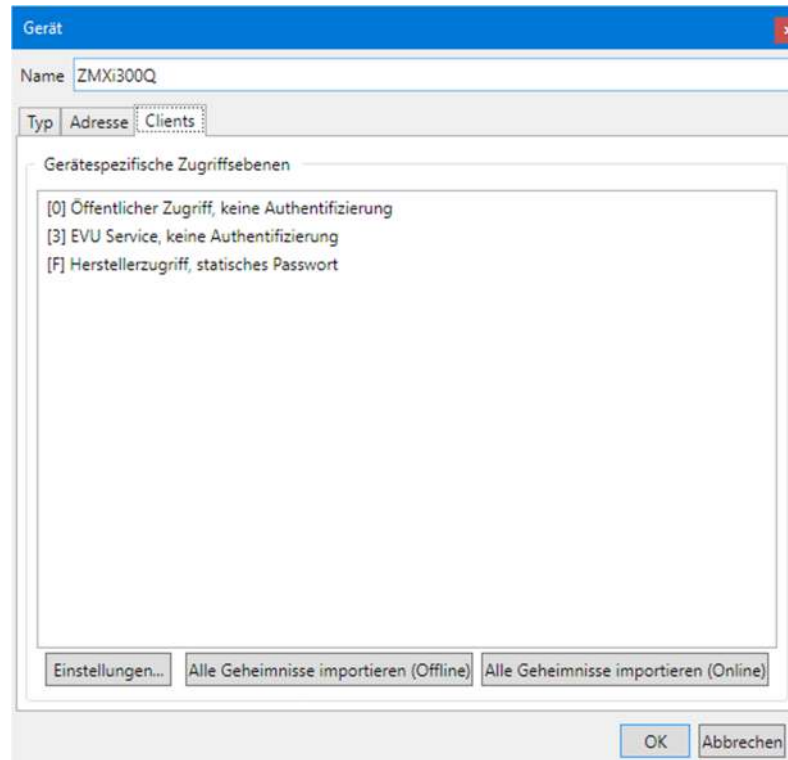 Gerät
Name ZMXi300Q
Typ Adresse Clients
Gerätespezifische Zugriffsebenen
[0] Öffentlicher Zugriff, keine Authentifizierung
[3] EVU Service, keine Authentifizierung
[F] Herstellerzugriff, statisches Passwort
Einstellungen... Alle Geheimnisse importieren (Offline) Alle Geheimnisse importieren (Online)
OK Abbrechen